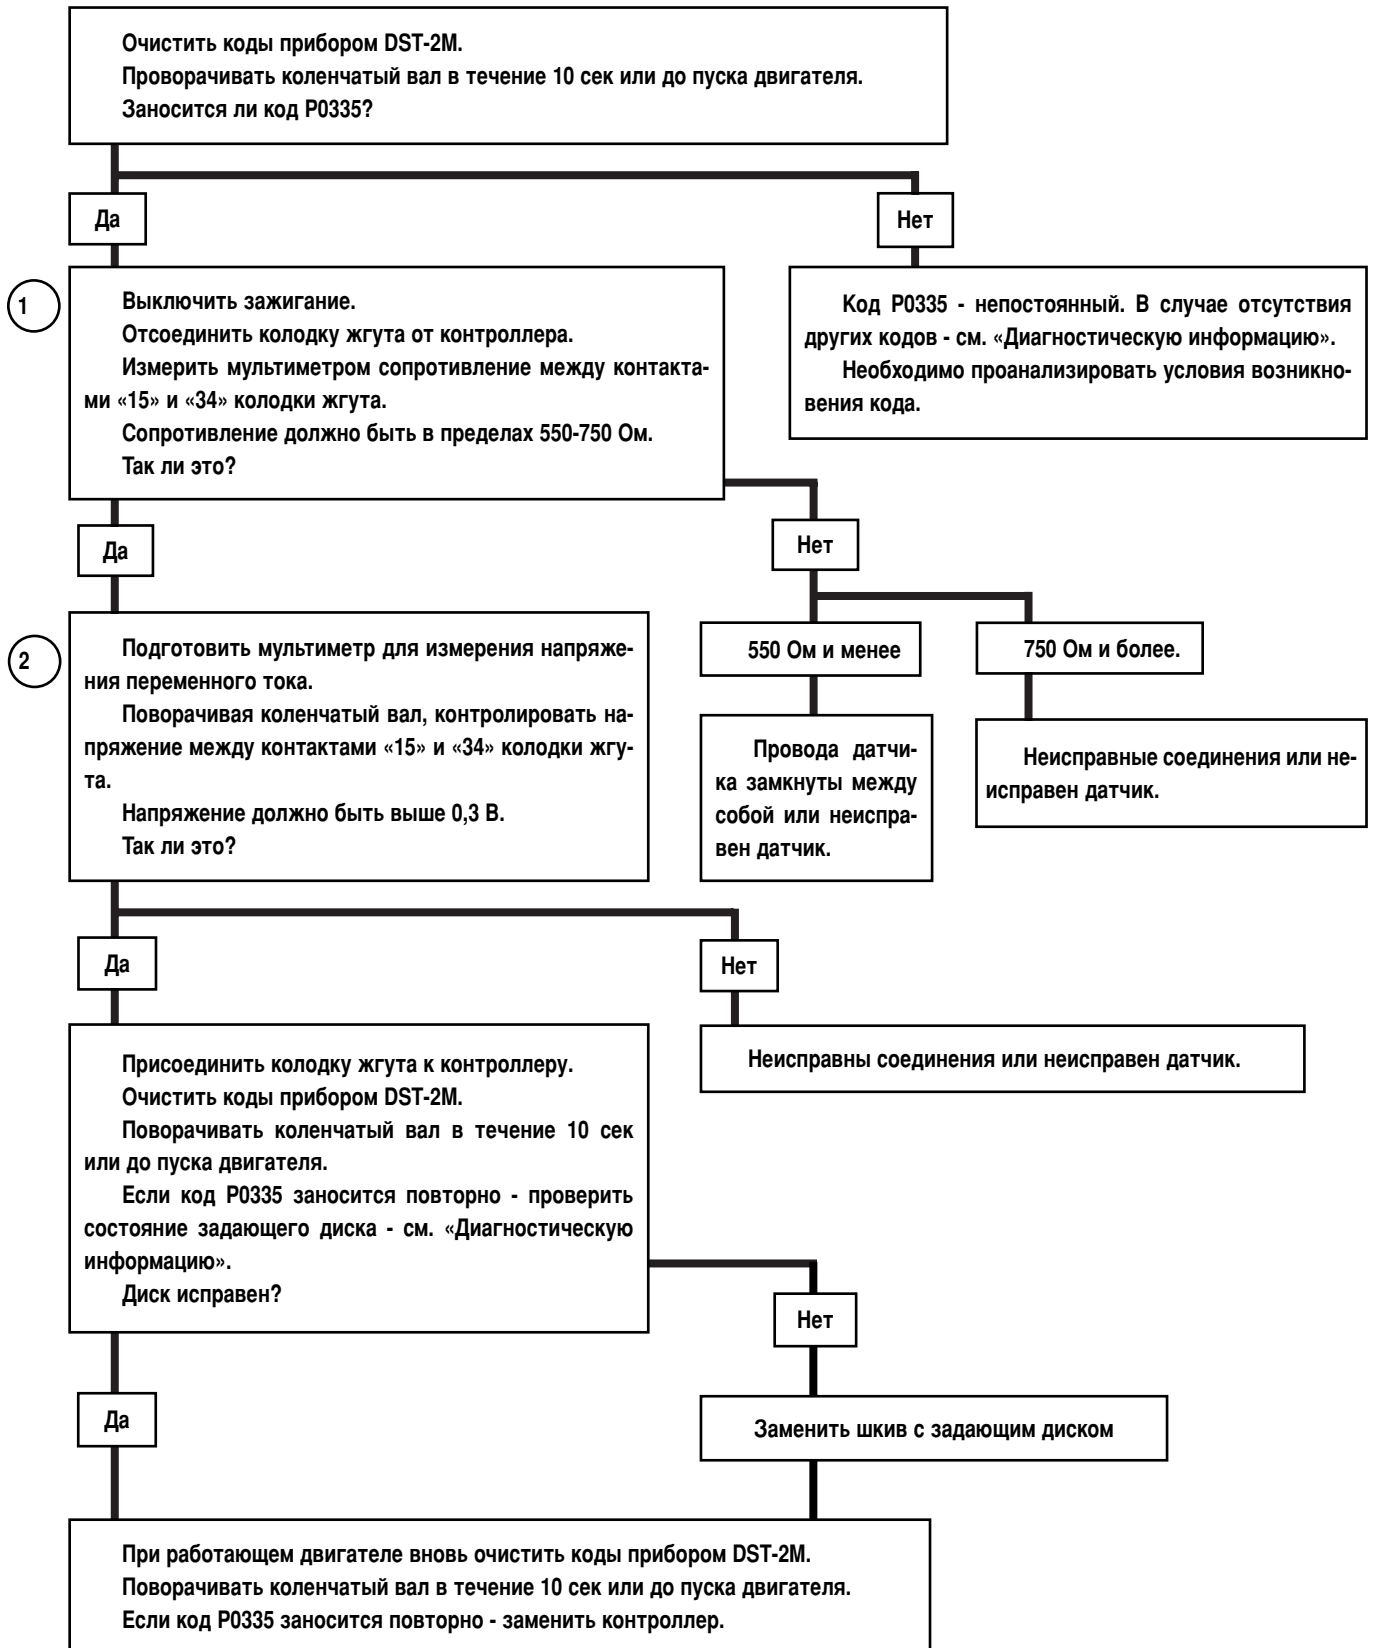 Очистить коды прибором DST-2M.
Проворачивать коленчатый вал в течение 10 сек или до пуска двигателя.
Заносится ли код P0335?
Да
Нет
1
Выключить зажигание.
Отсоединить колодку жгута от контроллера.
Измерить мультиметром сопротивление между контакта-
ми «15» и «34» колодки жгута.
Сопротивление должно быть в пределах 550-750 Ом.
Так ли это?
Код P0335 - непостоянный. В случае отсутствия
других кодов - см. «Диагностическую информацию».
Необходимо проанализировать условия возникно-
вения кода.
Да
Нет
2
Подготовить мультиметр для измерения напряже-
ния переменного тока.
Поворачивая коленчатый вал, контролировать на-
пряжение между контактами «15» и «34» колодки жгу-
та.
Напряжение должно быть выше 0,3 В.
Так ли это?
550 Ом и менее
750 Ом и более.
Провода датчи-
ка замкнуты между
собой или неиспра-
вен датчик.
Неисправные соединения или не-
исправен датчик.
Да
Нет
Присоединить колодку жгута к контроллеру.
Очистить коды прибором DST-2M.
Поворачивать коленчатый вал в течение 10 сек
или до пуска двигателя.
Если код P0335 заносится повторно - проверить
состояние задающего диска - см. «Диагностическую
информацию».
Диск исправен?
Неисправны соединения или неисправен датчик.
Нет
Да
Заменить шкив с задающим диском
При работающем двигателе вновь очистить коды прибором DST-2M.
Поворачивать коленчатый вал в течение 10 сек или до пуска двигателя.
Если код P0335 заносится повторно - заменить контроллер.